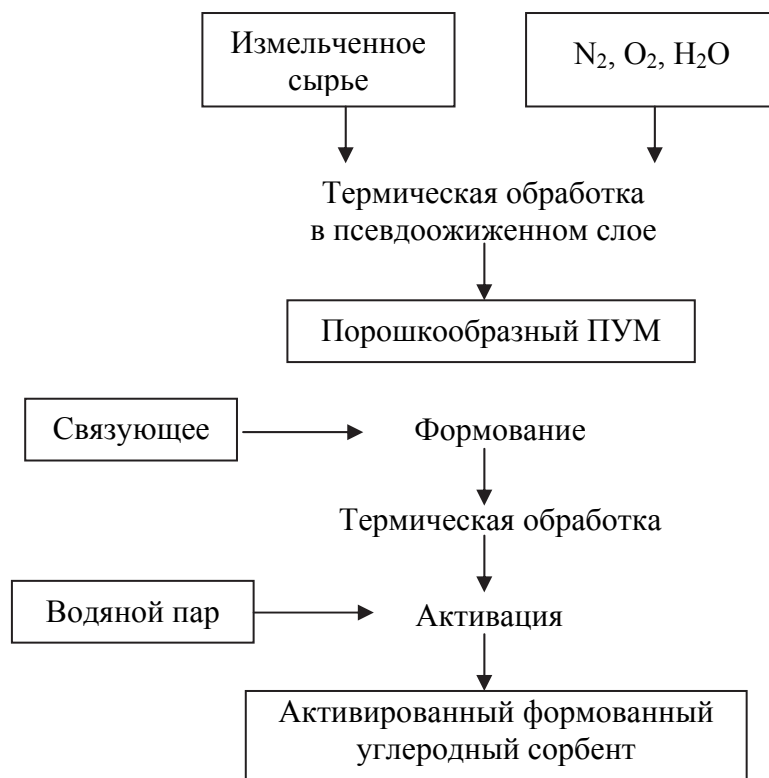 Измельченное
сырье
N₂, O₂, H₂O
Термическая обработка
в псевдоожиженном слое
Порошкообразный ПУМ
Связующее
Формование
Термическая обработка
Водяной пар
Активация
Активированный формованный
углеродный сорбент